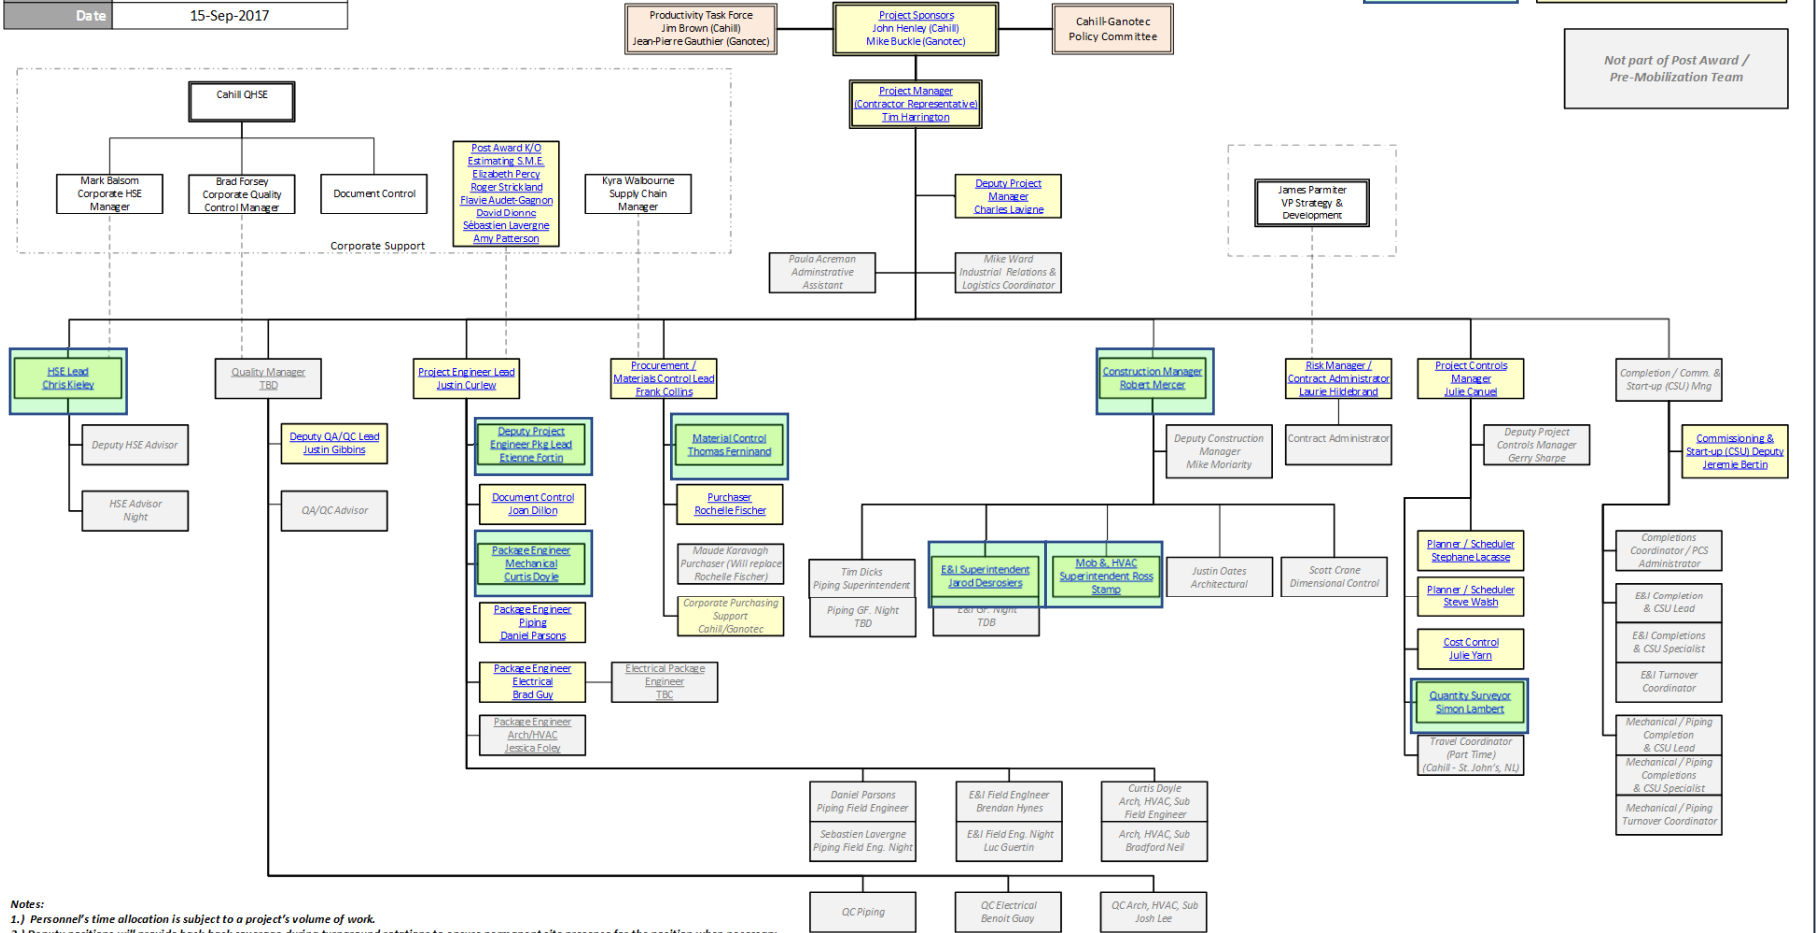 Date
15-Sep-2017
Productivity Task Force
Jim Brown (Cahill)
Jean-Pierre Gauthier (Ganotec)
Project Sponsors
John Henley (Cahill)
Mike Buckle (Ganotec)
Cahill-Ganotec
Policy Committee
Not part of Post Award /
Pre-Mobilization Team
Project Manager
(Contractor Representative)
Tim Harrington
Cahill QHSE
Mark Balsom
Corporate HSE
Manager
Brad Forsey
Corporate Quality
Control Manager
Document Control
Post Award K/O
Estimating S.M.E.
Elizabeth Percy
Roger Strickland
Flavie Audet-Gagnon
David Dionne
Sébastien Lavergne
Amy Patterson
Kyra Walbourne
Supply Chain
Manager
Corporate Support
Deputy Project
Manager
Charles Lavigne
James Parmiter
VP Strategy &
Development
Paula Acreman
Adminstrative
Assistant
Mike Ward
Industrial Relations &
Logistics Coordinator
HSE Lead
Chris Kieley
Quality Manager
TBD
Project Engineer Lead
Justin Curlew
Procurement /
Materials Control Lead
Frank Collins
Construction Manager
Robert Mercer
Risk Manager /
Contract Administrator
Laurie Hildebrand
Project Controls
Manager
Julie Canuel
Completion / Comm. &
Start-up (CSU) Mng
Deputy HSE Advisor
HSE Advisor
Night
Deputy QA/QC Lead
Justin Gibbins
QA/QC Advisor
Deputy Project
Engineer Pkg Lead
Etienne Fortin
Document Control
Joan Dillon
Package Engineer
Mechanical
Curtis Doyle
Package Engineer
Piping
Daniel Parsons
Package Engineer
Electrical
Brad Guy
Electrical Package
Engineer
TBC
Package Engineer
Arch/HVAC
Jessica Foley
Material Control
Thomas Ferninand
Purchaser
Rochelle Fischer
Maude Karavagh
Purchaser (Will replace
Rochelle Fischer)
Corporate Purchasing
Support
Cahill/Ganotec
Deputy Construction
Manager
Mike Moriarity
Contract Administrator
Deputy Project
Controls Manager
Gerry Sharpe
Commissioning &
Start-up (CSU) Deputy
Jeremie Bertin
Tim Dicks
Piping Superintendent
Piping GF. Night
TBD
E&I Superintendent
Jarod Desrosiers
E&I GF. Night
TDB
Mob &, HVAC
Superintendent Ross
Stamp
Justin Oates
Architectural
Scott Crane
Dimensional Control
Planner / Scheduler
Stephane Lacasse
Planner / Scheduler
Steve Walsh
Cost Control
Julie Yarn
Quantity Surveyor
Simon Lambert
Travel Coordinator
(Part Time)
(Cahill - St. John's, NL)
Completions
Coordinator / PCS
Administrator
E&I Completion
& CSU Lead
E&I Completions
& CSU Specialist
E&I Turnover
Coordinator
Mechanical / Piping
Completion
& CSU Lead
Mechanical / Piping
Completions
& CSU Specialist
Mechanical / Piping
Turnover Coordinator
Daniel Parsons
Piping Field Engineer
Sebastien Lavergne
Piping Field Eng. Night
E&I Field Engineer
Brendan Hynes
E&I Field Eng. Night
Luc Guertin
Curtis Doyle
Arch, HVAC, Sub
Field Engineer
Arch, HVAC, Sub
Bradford Neil
QC Piping
QC Electrical
Benoit Guay
QC Arch, HVAC, Sub
Josh Lee
Notes:
1.) Personnel's time allocation is subject to a project's volume of work.